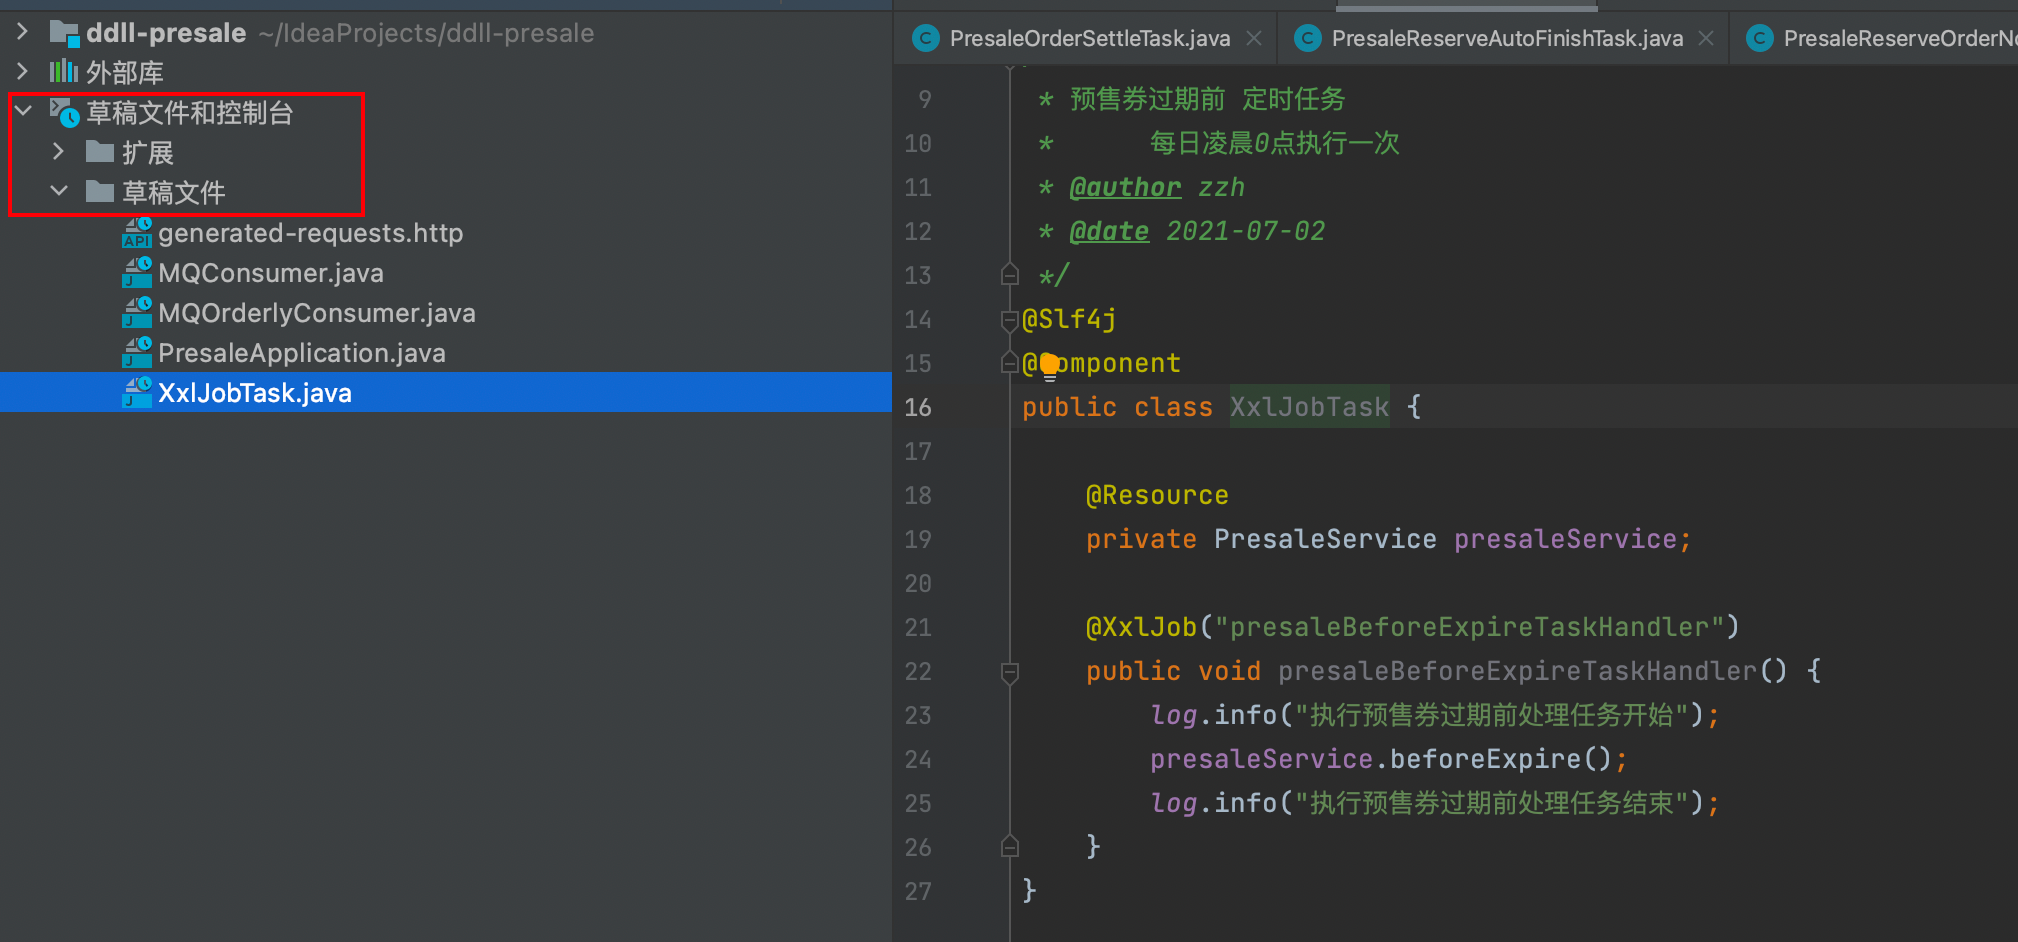 ddll-presale ~/IdeaProjects/ddll-presale
外部库
草稿文件和控制台
扩展
草稿文件
API generated-requests.http
J MQConsumer.java
J MQOrderlyConsumer.java
J PresaleApplication.java
J XxlJobTask.java
C PresaleOrderSettleTask.java
C PresaleReserveAutoFinishTask.java
C PresaleReserveOrderNo
9 * 预售券过期前 定时任务
10 * 每日凌晨0点执行一次
11 * @author zzh
12 * @date 2021-07-02
13 */
14 @Slf4j
15 @Component
16 public class XxlJobTask {
17
18 @Resource
19 private PresaleService presaleService;
20
21 @XxlJob("presaleBeforeExpireTaskHandler")
22 public void presaleBeforeExpireTaskHandler() {
23 log.info("执行预售券过期前处理任务开始");
24 presaleService.beforeExpire();
25 log.info("执行预售券过期前处理任务结束");
26 }
27 }